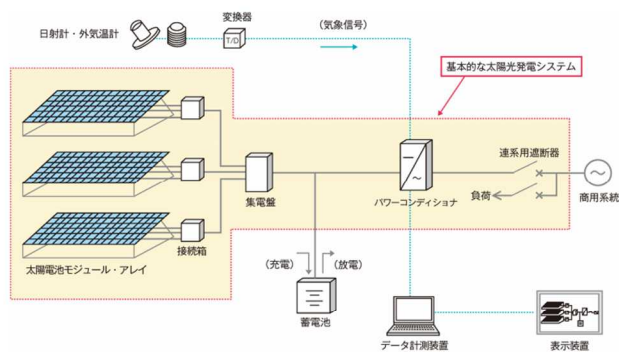 変換器
（気象信号）
日射計・外気温計
T/D
基本的な太陽光発電システム
連系用遮断器
負荷
商用系統
集電盤
パワーコンディショナ
接続箱
太陽電池モジュール・アレイ
（充電）
（放電）
蓄電池
データ計測装置
表示装置